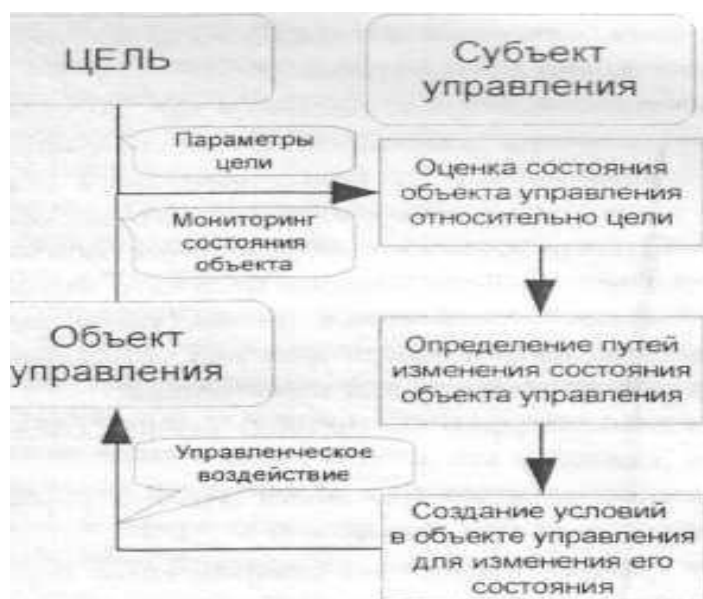 ЦЕЛЬ
Субъект
управления
Параметры
цели
Оценка состояния
объекта управления
относительно цели
Мониторинг
состояния
объекта
Объект
управления
Определение путей
изменения состояния
объекта управления
Управленческое
воздействие
Создание условий
в объекте управления
для изменения его
состояния